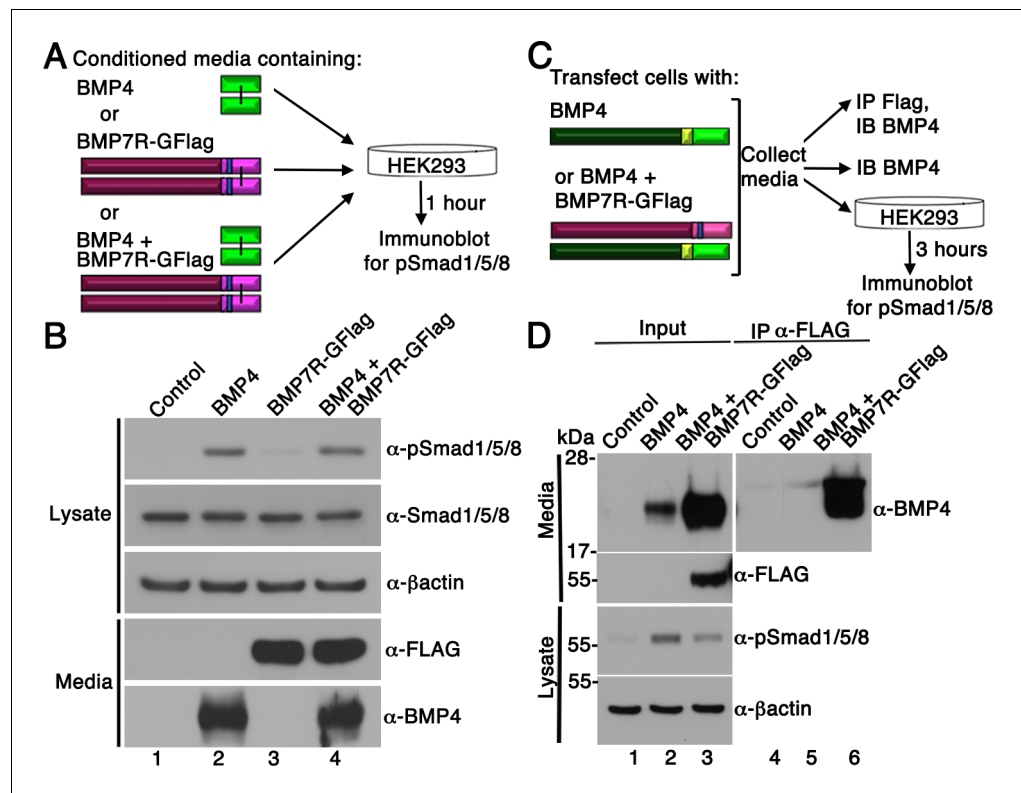 A
Conditioned media containing:
BMP4
or
BMP7R-GFlag
or
BMP4 +
BMP7R-GFlag
HEK293
1 hour
Immunoblot
for pSmad1/5/8
C
Transfect cells with:
BMP4
or BMP4 +
BMP7R-GFlag
Collect
media
IP Flag,
IB BMP4
IB BMP4
HEK293
3 hours
Immunoblot
for pSmad1/5/8
B
Control
BMP4
BMP7R-GFlag
BMP4 +
BMP7R-GFlag
Lysate
α-pSmad1/5/8
α-Smad1/5/8
α-βactin
Media
α-FLAG
α-BMP4
1 2 3 4
D
Input
IP α-FLAG
Control
BMP4
BMP4 +
BMP7R-GFlag
Control
BMP4
BMP4 +
BMP7R-GFlag
kDa
28-
17-
Media
α-BMP4
55-
α-FLAG
Lysate
55-
α-pSmad1/5/8
55-
α-βactin
1 2 3 4 5 6